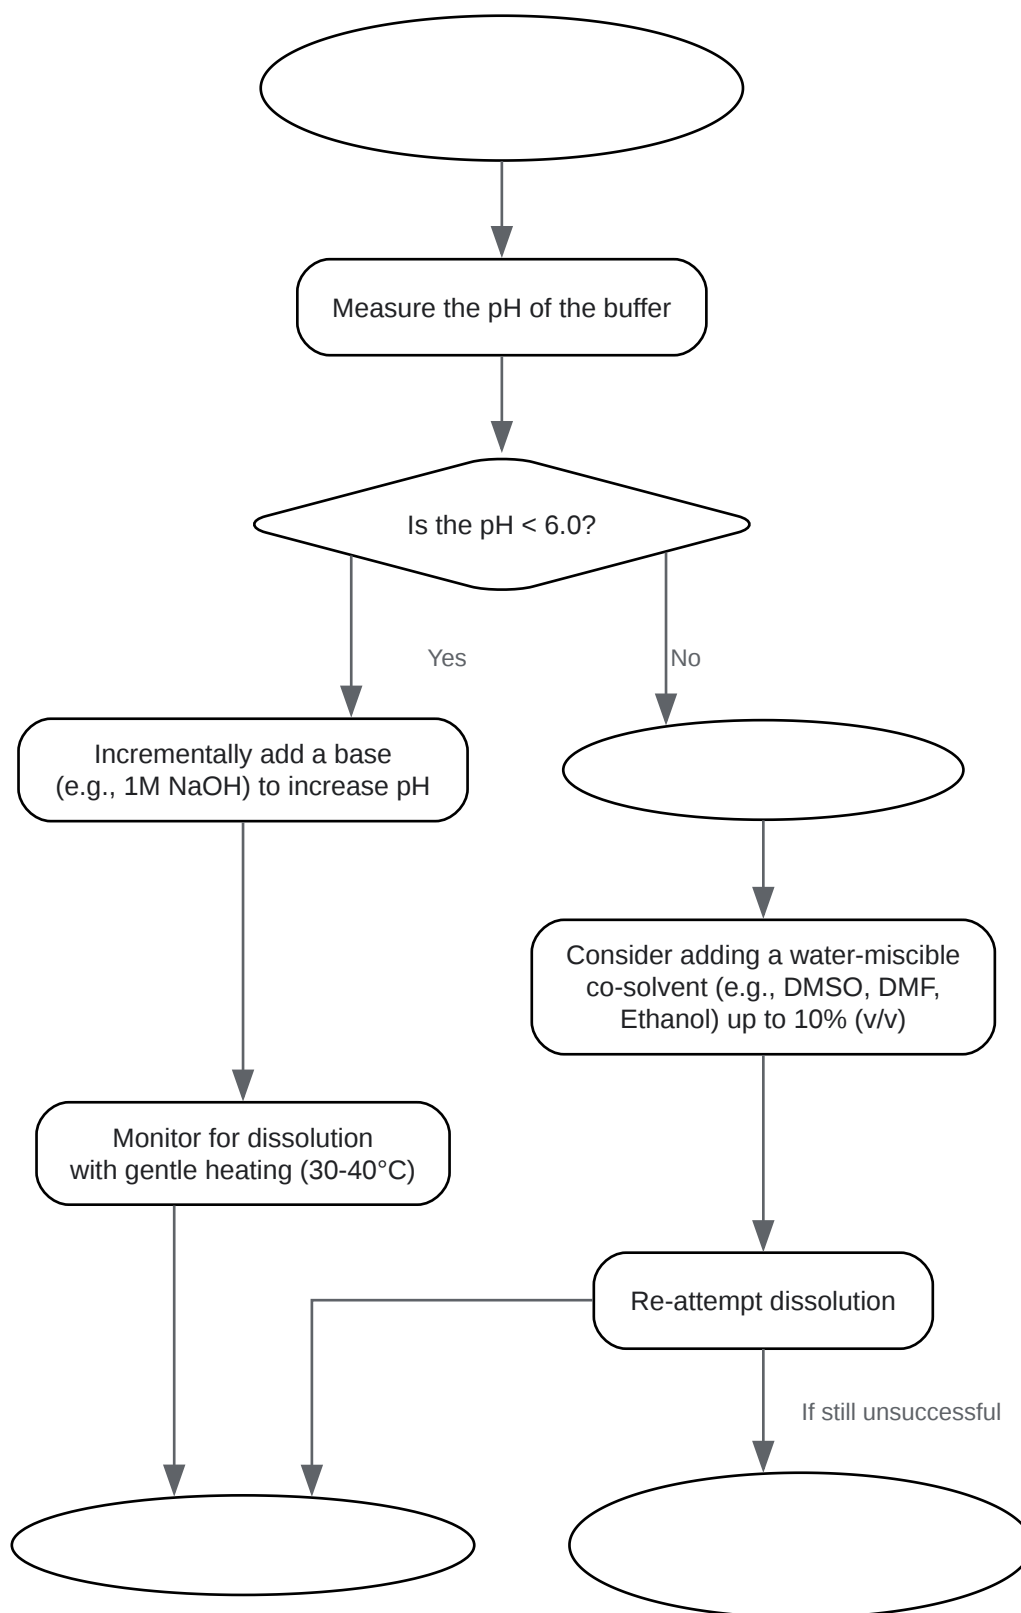 Measure the pH of the buffer
Is the pH < 6.0?
Yes
No
Incrementally add a base
(e.g., 1M NaOH) to increase pH
Consider adding a water-miscible
co-solvent (e.g., DMSO, DMF,
Ethanol) up to 10% (v/v)
Monitor for dissolution
with gentle heating (30-40°C)
Re-attempt dissolution
If still unsuccessful